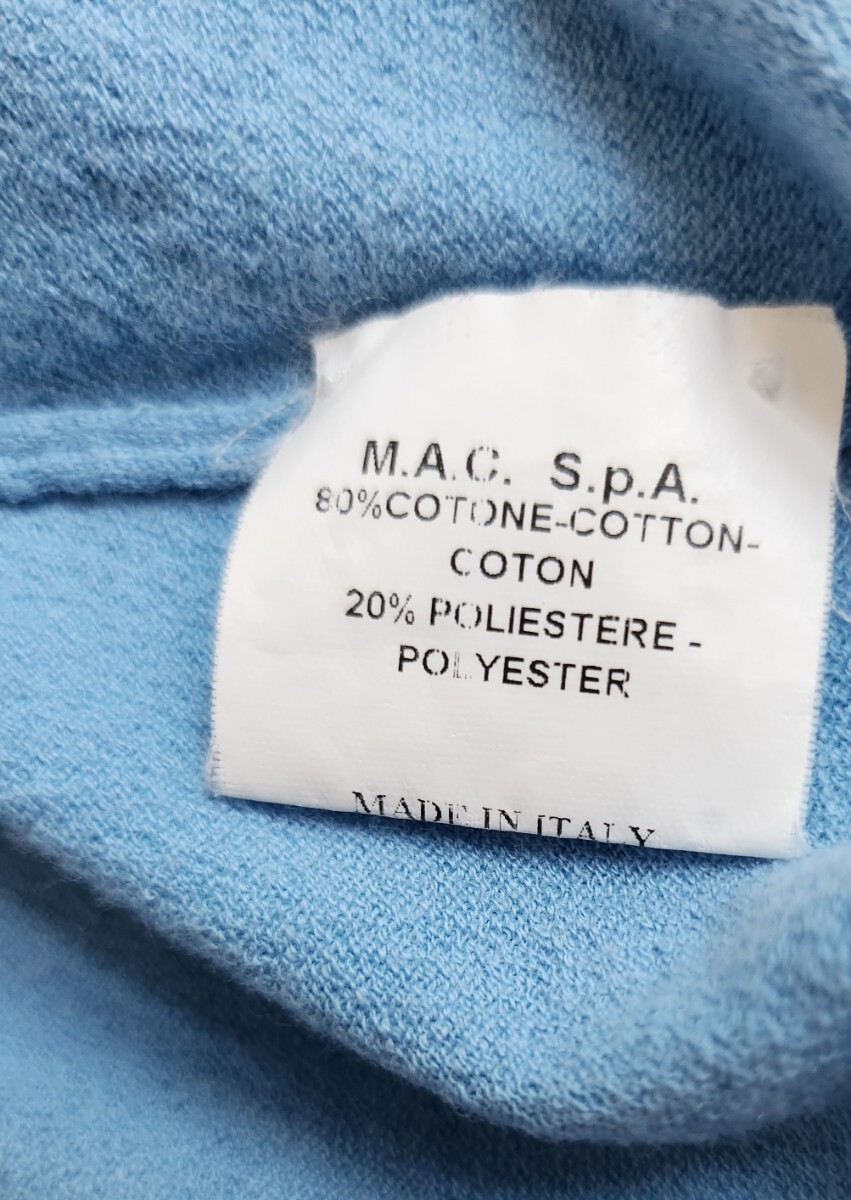 M.A.C. S.p.A.
80%COTONE-COTTON-
COTON
20% POLIESTERE -
POLYESTER
MADE IN ITALY